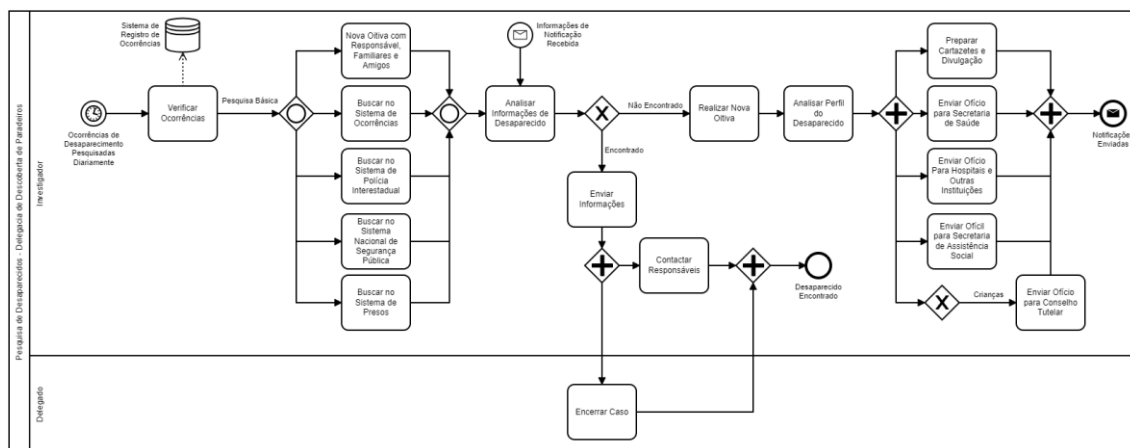 Pesquisa de Desaparecidos - Delegacia de Descoberta de Paradeiros
Investigador
Sistema de
Registro de
Ocorrências
Ocorrências de
Desaparecimento
Pesquisadas
Diariamente
Verificar
Ocorrências
Pesquisa Básica
Nova Oitiva com
Responsável,
Familiares e
Amigos
Buscar no
Sistema de
Ocorrências
Buscar no
Sistema de
Polícia
Interestadual
Buscar no
Sistema
Nacional de
Segurança
Pública
Buscar no
Sistema de
Presos
Informações de
Notificação
Recebida
Analisar
Informações de
Desaparecido
Não Encontrado
Encontrado
Realizar Nova
Oitiva
Analisar Perfil
do
Desaparecido
Enviar
Informações
Contactar
Responsáveis
Desaparecido
Encontrado
Preparar
Cartazetes e
Divulgação
Enviar Ofício
para Secretaria
de Saúde
Enviar Ofício
Para Hospitais e
Outras
Instituições
Enviar Ofícil
para Secretaria
de Assistência
Social
Crianças
Enviar Ofício
para Conselho
Tutelar
Notificaçõe
Enviadas
Delegado
Encerrar Caso